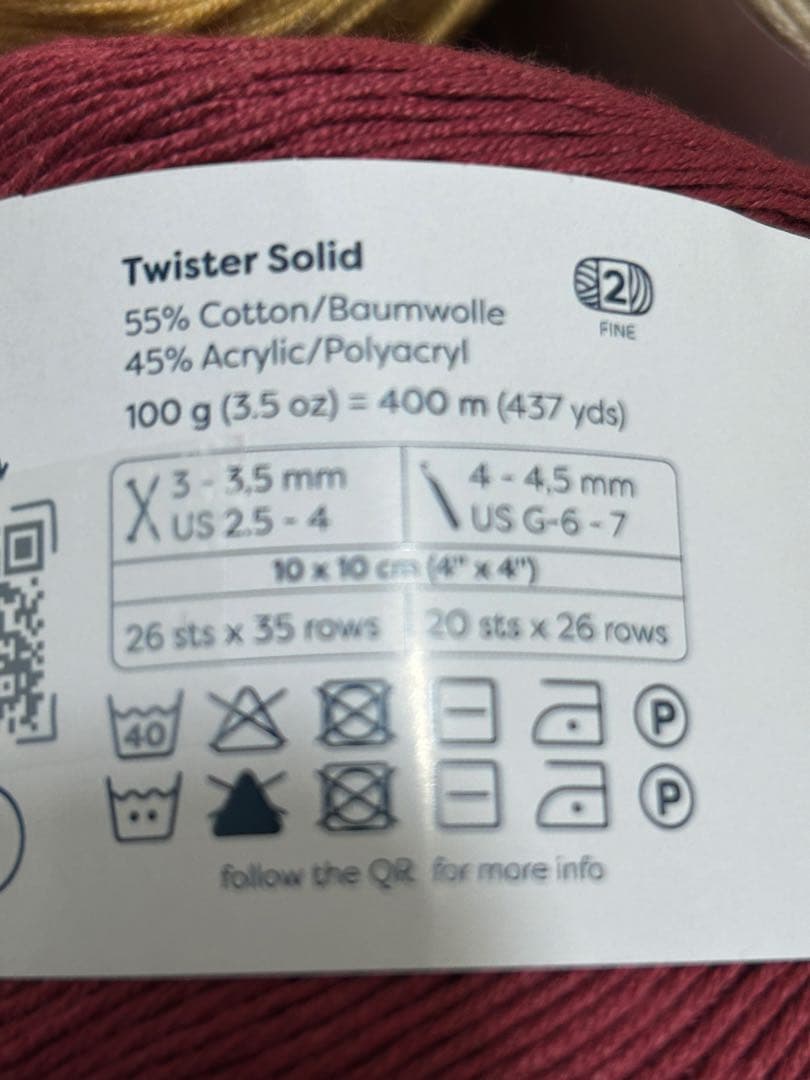 Twister Solid
2
FINE
55% Cotton/Baumwolle
45% Acrylic/Polyacryl
100 g (3.5 oz) = 400 m (437 yds)
3 - 3,5 mm
US 2.5 - 4
4 - 4,5 mm
US G-6 - 7
10 x 10 cm (4" x 4")
26 sts x 35 rows
20 sts x 26 rows
40
P
P
follow the QR for more info